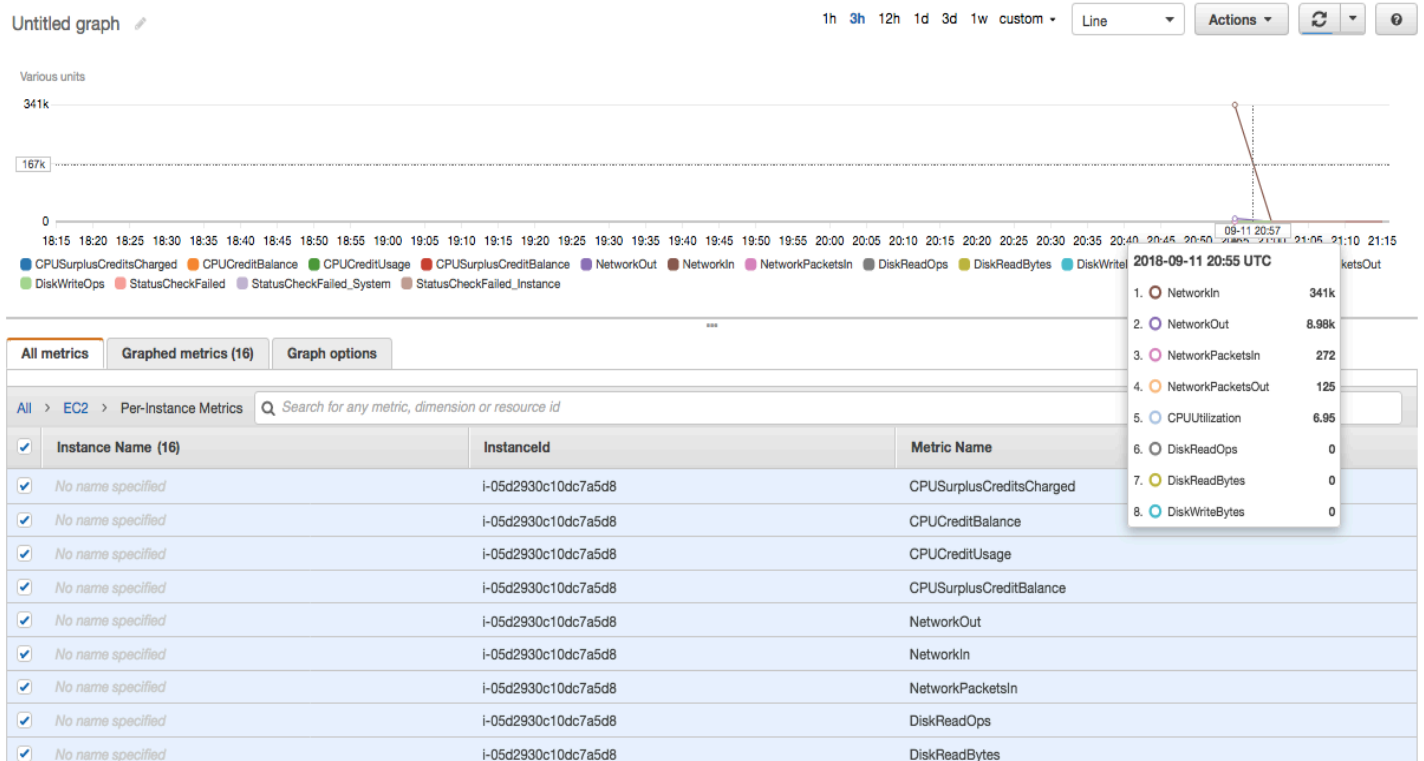 Untitled graph
1h 3h 12h 1d 3d 1w custom Line Actions
Various units
341k
167k
0
09-11 20:57
18:15 18:20 18:25 18:30 18:35 18:40 18:45 18:50 18:55 19:00 19:05 19:10 19:15 19:20 19:25 19:30 19:35 19:40 19:45 19:50 19:55 20:00 20:05 20:10 20:15 20:20 20:25 20:30 20:35 20:40 20:45 20:50 20:55 21:00 21:05 21:10 21:15
CPUSurplusCreditsCharged CPUCreditBalance CPUCreditUsage CPUSurplusCreditBalance NetworkOut NetworkIn NetworkPacketsIn DiskReadOps DiskReadBytes DiskWriteI ketsOut
DiskWriteOps StatusCheckFailed StatusCheckFailed_System StatusCheckFailed_Instance
2018-09-11 20:55 UTC
1. NetworkIn 341k
2. NetworkOut 8.98k
3. NetworkPacketsIn 272
4. NetworkPacketsOut 125
5. CPUUtilization 6.95
6. DiskReadOps 0
7. DiskReadBytes 0
8. DiskWriteBytes 0
All metrics Graphed metrics (16) Graph options
All > EC2 > Per-Instance Metrics Search for any metric, dimension or resource id
Instance Name (16) InstanceId Metric Name
No name specified i-05d2930c10dc7a5d8 CPUSurplusCreditsCharged
No name specified i-05d2930c10dc7a5d8 CPUCreditBalance
No name specified i-05d2930c10dc7a5d8 CPUCreditUsage
No name specified i-05d2930c10dc7a5d8 CPUSurplusCreditBalance
No name specified i-05d2930c10dc7a5d8 NetworkOut
No name specified i-05d2930c10dc7a5d8 NetworkIn
No name specified i-05d2930c10dc7a5d8 NetworkPacketsIn
No name specified i-05d2930c10dc7a5d8 DiskReadOps
No name specified i-05d2930c10dc7a5d8 DiskReadBytes